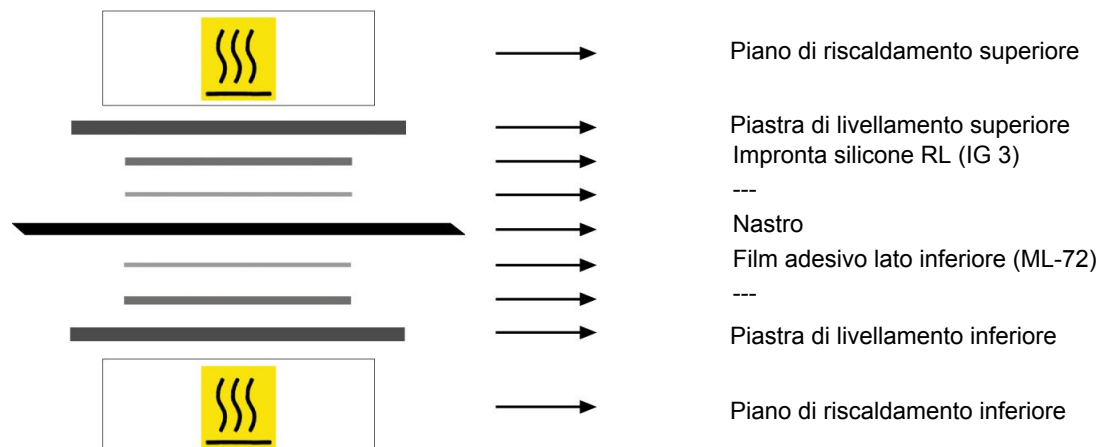 Piano di riscaldamento superiore
Piastra di livellamento superiore
Impronta silicone RL (IG 3)
---
Nastro
Film adesivo lato inferiore (ML-72)
---
Piastra di livellamento inferiore
Piano di riscaldamento inferiore